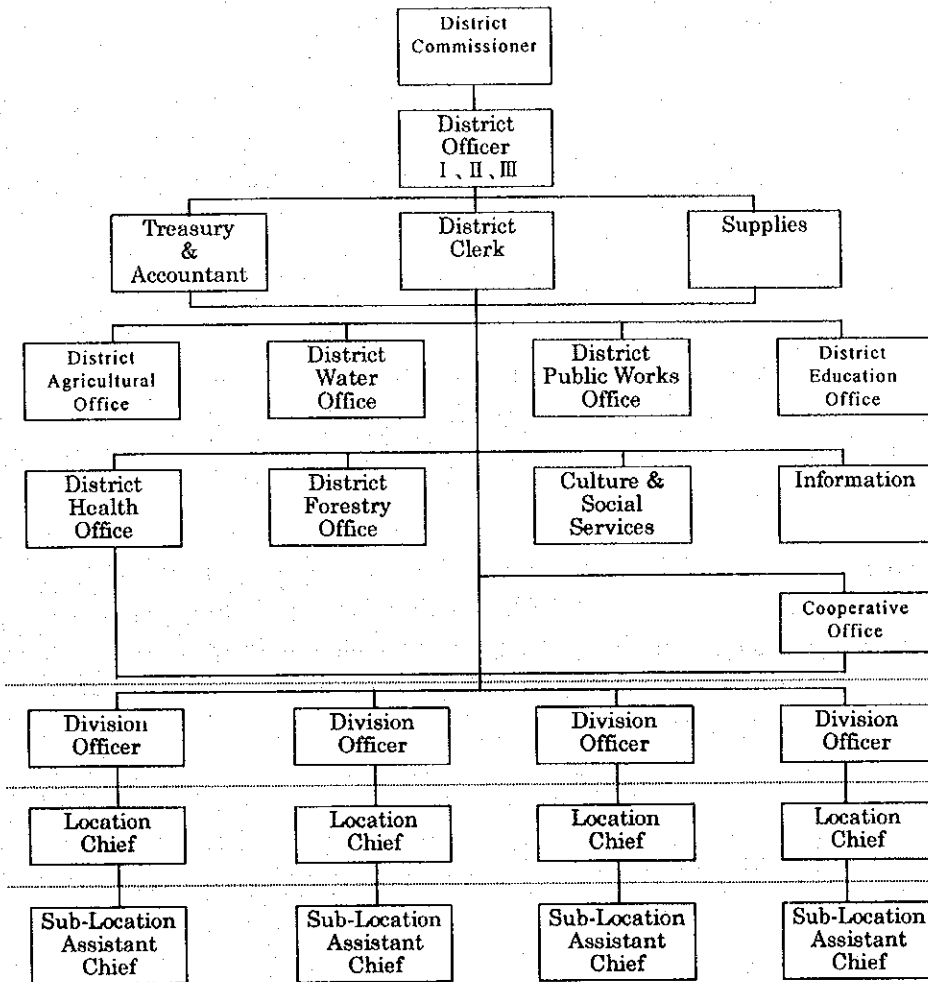 District
Commissioner
District
Officer
Ⅰ、Ⅱ、Ⅲ
Treasury
&
Accountant
District
Clerk
Supplies
District
Agricultural
Office
District
Water
Office
District
Public Works
Office
District
Education
Office
District
Health
Office
District
Forestry
Office
Culture &
Social
Services
Information
Cooperative
Office
Division
Officer
Division
Officer
Division
Officer
Division
Officer
Location
Chief
Location
Chief
Location
Chief
Location
Chief
Sub-Location
Assistant
Chief
Sub-Location
Assistant
Chief
Sub-Location
Assistant
Chief
Sub-Location
Assistant
Chief